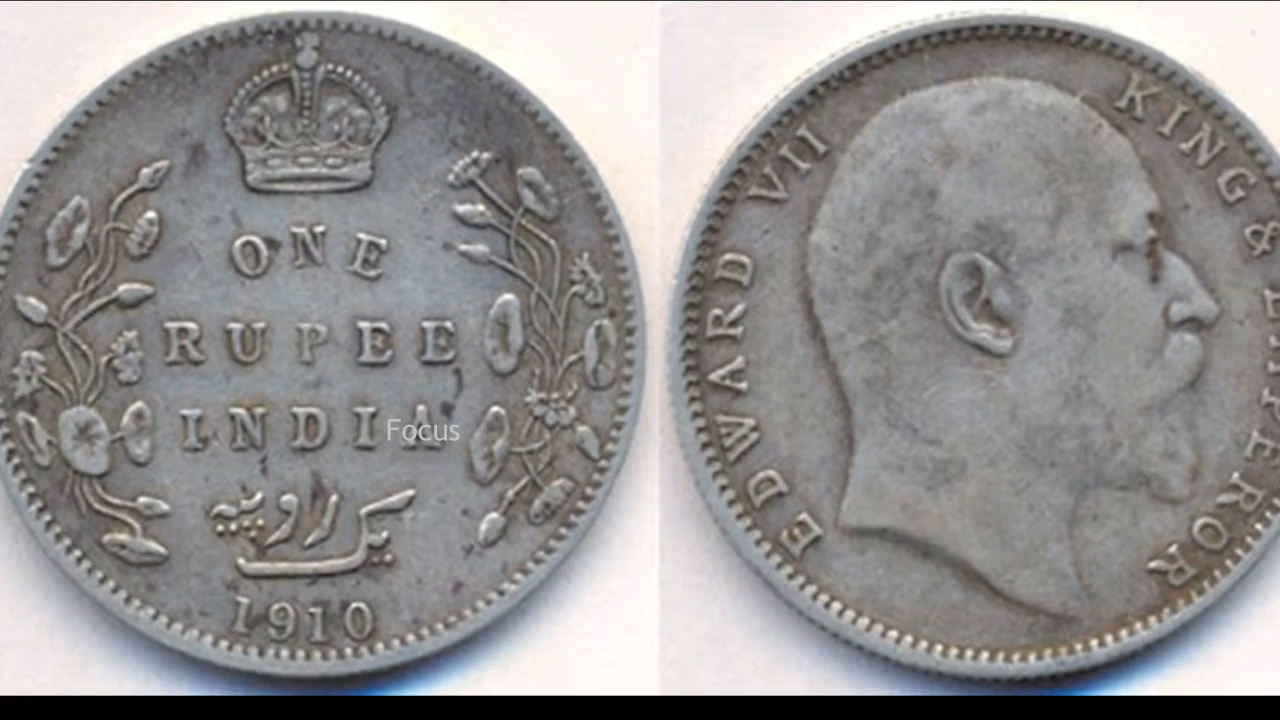 ONE
RUPEE
INDIA
Focus
یک روپیہ
1910
EDWARD VII KING & EMPEROR